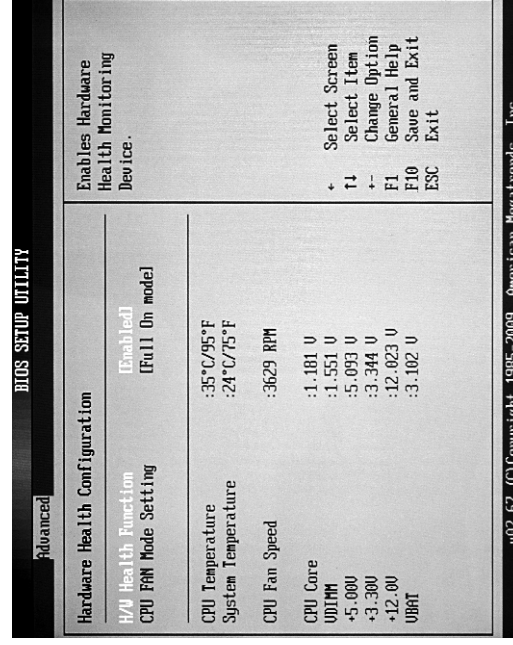 BIOS SETUP UTILITY
Advanced
Hardware Health Configuration
H/W Health Function [Enabled]
CPU FAN Mode Setting [Full On mode]
CPU Temperature :35°C/95°F
System Temperature :24°C/75°F
CPU Fan Speed :3629 RPM
CPU Core :1.181 V
VDIMM :1.551 V
+5.00V :5.093 V
+3.30V :3.344 V
+12.0V :12.023 V
VBAT :3.102 V
Enables Hardware
Health Monitoring
Device.
← Select Screen
↑↓ Select Item
+- Change Option
F1 General Help
F10 Save and Exit
ESC Exit
v02.62 (C)Copyright 1985-2009, American Megatrends, Inc.